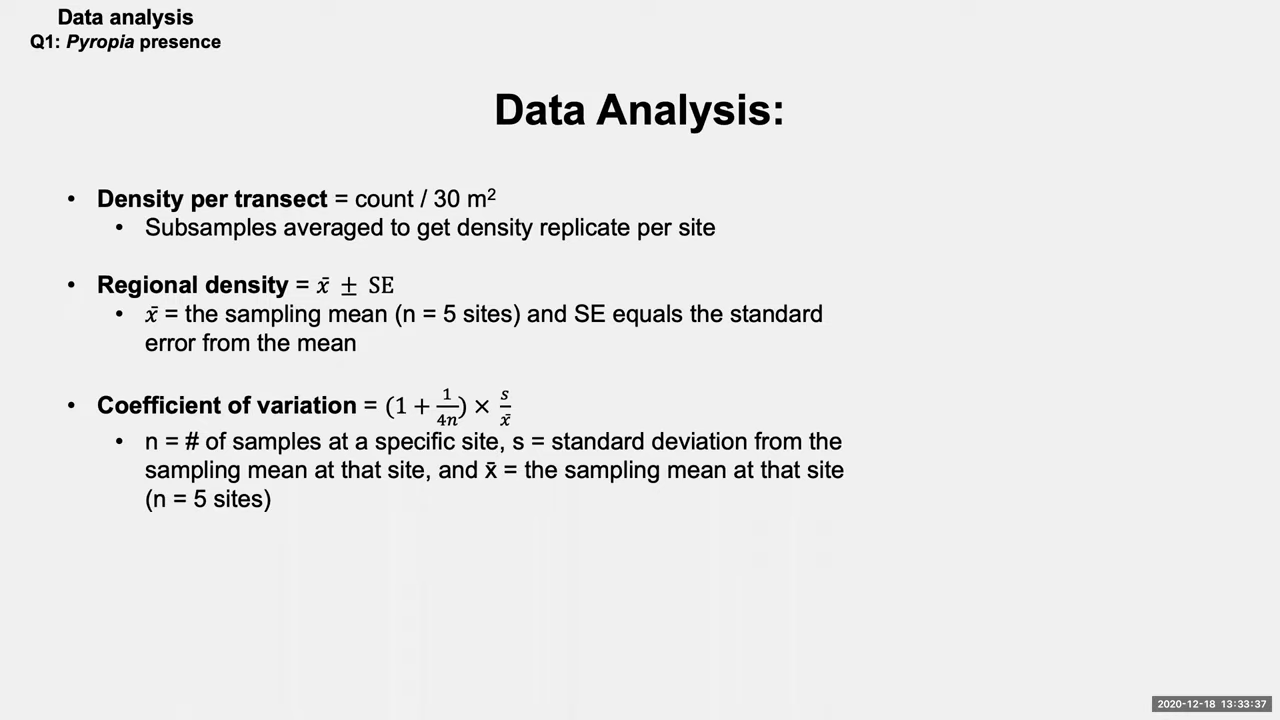 Data analysis
Q1: Pyropia presence
Data Analysis:
• Density per transect = count / 30 m²
• Subsamples averaged to get density replicate per site
• Regional density = x̄ ± SE
• x̄ = the sampling mean (n = 5 sites) and SE equals the standard
error from the mean
• Coefficient of variation = (1 + 1/4n) × s/x̄
• n = # of samples at a specific site, s = standard deviation from the
sampling mean at that site, and x̄ = the sampling mean at that site
(n = 5 sites)
2020-12-18 13:33:37